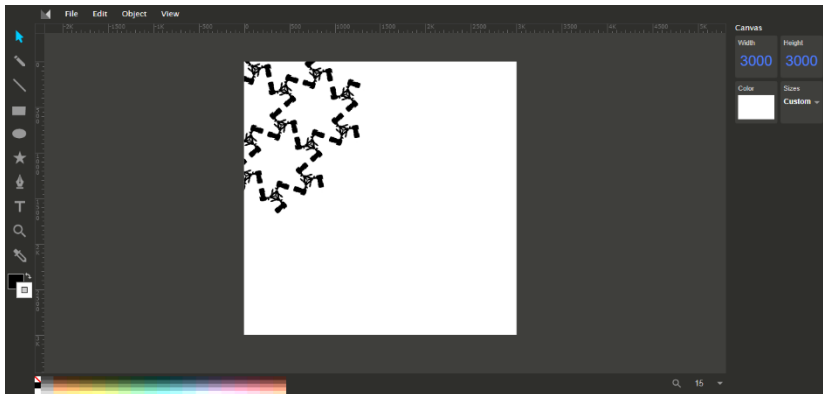 File Edit Object View
Canvas
Width Height
3000 3000
Color Sizes
Custom
15